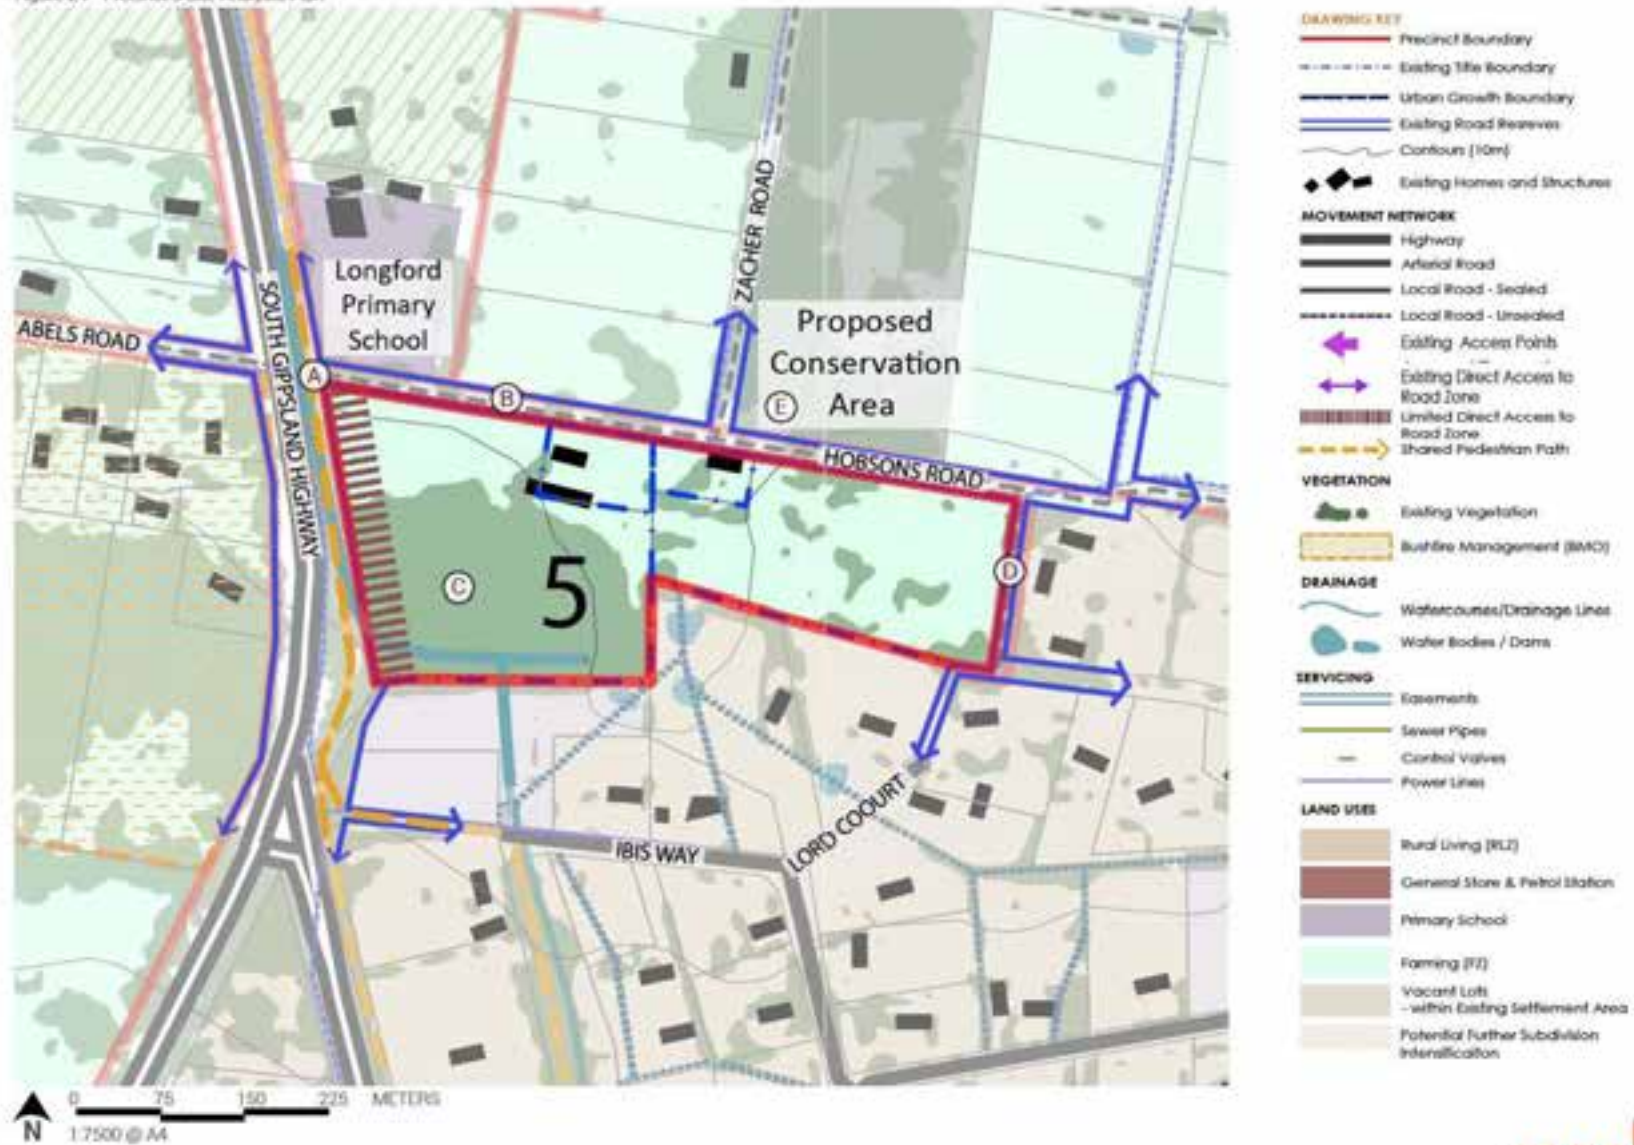 Longford
Primary
School
ZACHER ROAD
Proposed
Conservation
Area
ABELS ROAD
SOUTH GIPPSLAND HIGHWAY
A
B
E
HOBSONS ROAD
C
5
D
LORD COOURT
IBIS WAY
0 75 150 225 METERS
N
1:7500 @ A4
DRAWING KEY
Precinct Boundary
Existing Title Boundary
Urban Growth Boundary
Existing Road Resreves
Contours (10m)
Existing Homes and Structures
MOVEMENT NETWORK
Highway
Arterial Road
Local Road - Sealed
Local Road - Unsealed
Existing Access Points
Existing Direct Access to
Road Zone
Limited Direct Access to
Road Zone
Shared Pedestrian Path
VEGETATION
Existing Vegetation
Bushfire Management (BMO)
DRAINAGE
Watercourses/Drainage Lines
Water Bodies / Dams
SERVICING
Easements
Sewer Pipes
Control Valves
Power Lines
LAND USES
Rural Living (RLZ)
General Store & Petrol Station
Primary School
Farming (FZ)
Vacant Lots
- within Existing Settlement Area
Potential Further Subdivision
Intensification